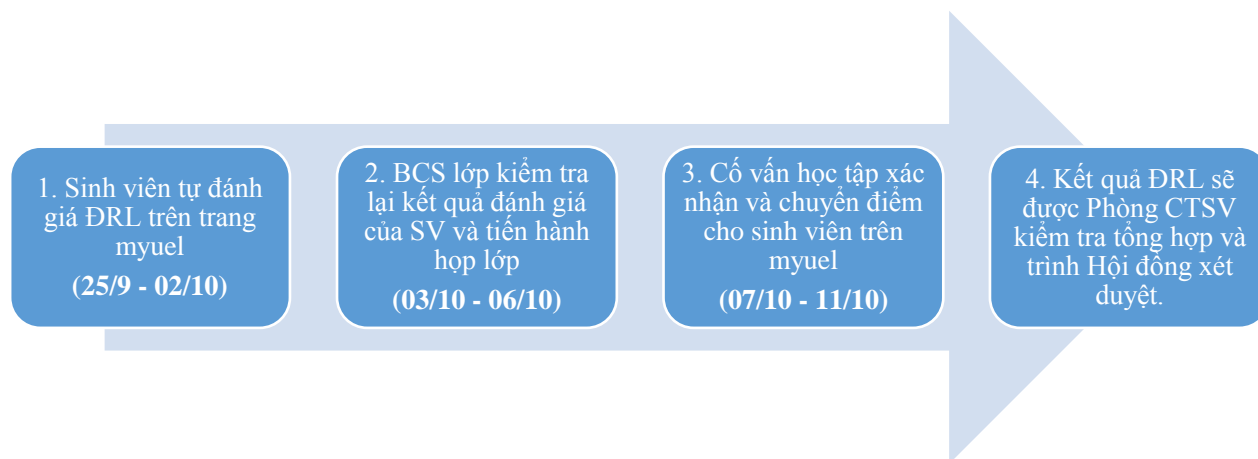 1. Sinh viên tự đánh
giá ĐRL trên trang
myuel
(25/9 - 02/10)
2. BCS lớp kiểm tra
lại kết quả đánh giá
của SV và tiến hành
họp lớp
(03/10 - 06/10)
3. Cố vấn học tập xác
nhận và chuyển điểm
cho sinh viên trên
myuel
(07/10 - 11/10)
4. Kết quả ĐRL sẽ
được Phòng CTSV
kiểm tra tổng hợp và
trình Hội đồng xét
duyệt.